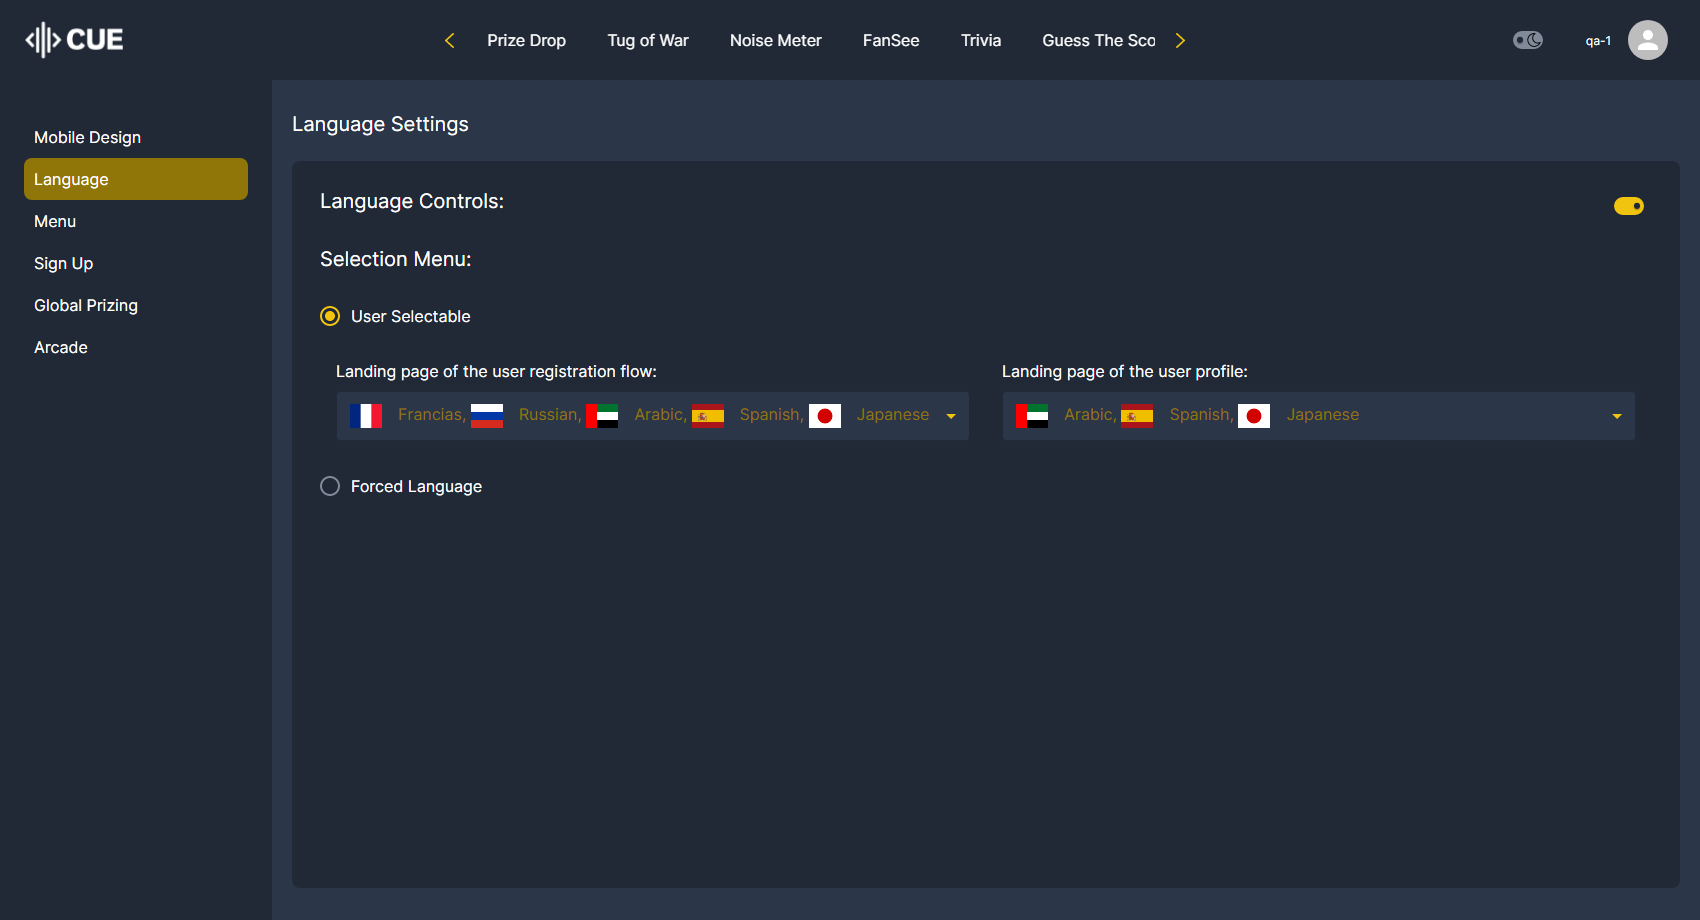 CUE
Prize Drop Tug of War Noise Meter FanSee Trivia Guess The Sco
qa-1
Mobile Design
Language
Menu
Sign Up
Global Prizing
Arcade
Language Settings
Language Controls:
Selection Menu:
User Selectable
Landing page of the user registration flow:
Francias, Russian, Arabic, Spanish, Japanese
Landing page of the user profile:
Arabic, Spanish, Japanese
Forced Language